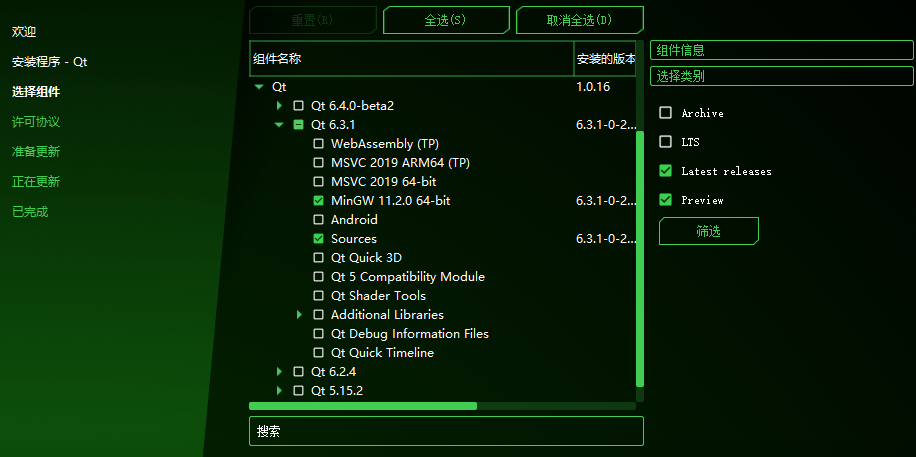 欢迎
安装程序 - Qt
选择组件
许可协议
准备更新
正在更新
已完成
重置(R)
全选(S)
取消全选(D)
组件名称
安装的版本
Qt
1.0.16
Qt 6.4.0-beta2
Qt 6.3.1
6.3.1-0-2...
WebAssembly (TP)
MSVC 2019 ARM64 (TP)
MSVC 2019 64-bit
MinGW 11.2.0 64-bit
6.3.1-0-2...
Android
Sources
6.3.1-0-2...
Qt Quick 3D
Qt 5 Compatibility Module
Qt Shader Tools
Additional Libraries
Qt Debug Information Files
Qt Quick Timeline
Qt 6.2.4
Qt 5.15.2
搜索
组件信息
选择类别
Archive
LTS
Latest releases
Preview
筛选